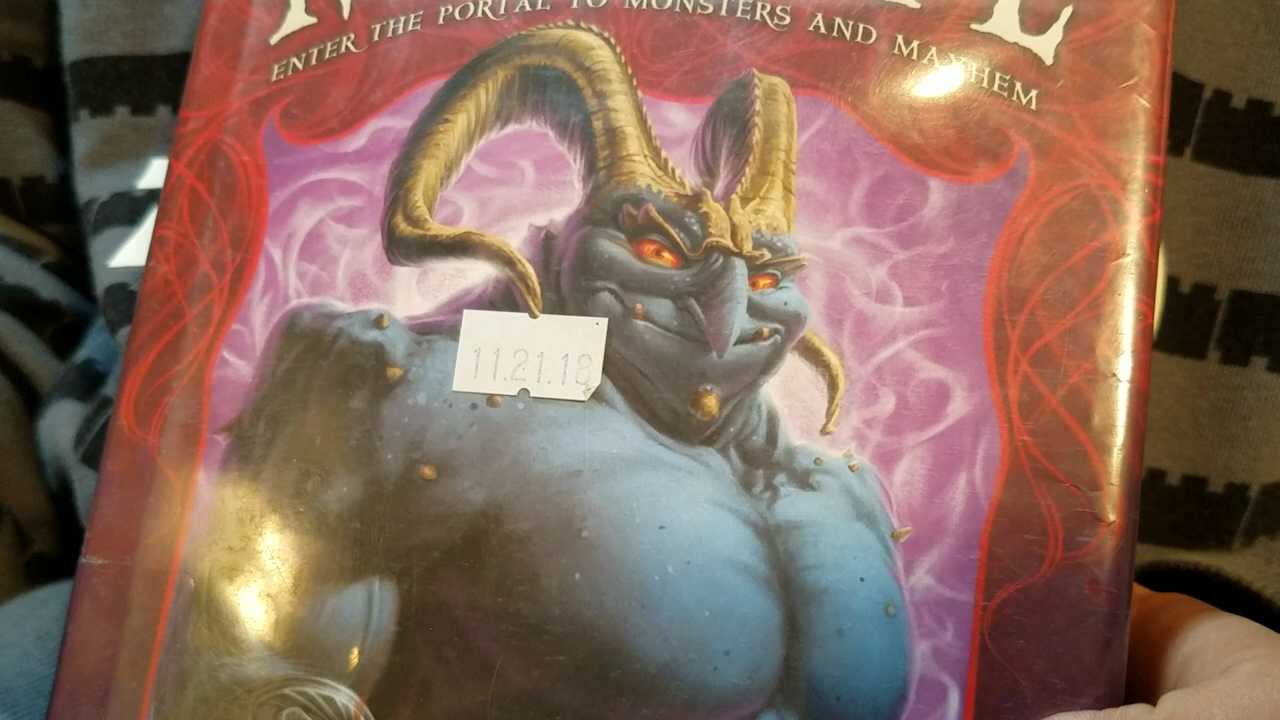 ENTER THE PORTAL TO MONSTERS AND MAYHEM
11.21.18